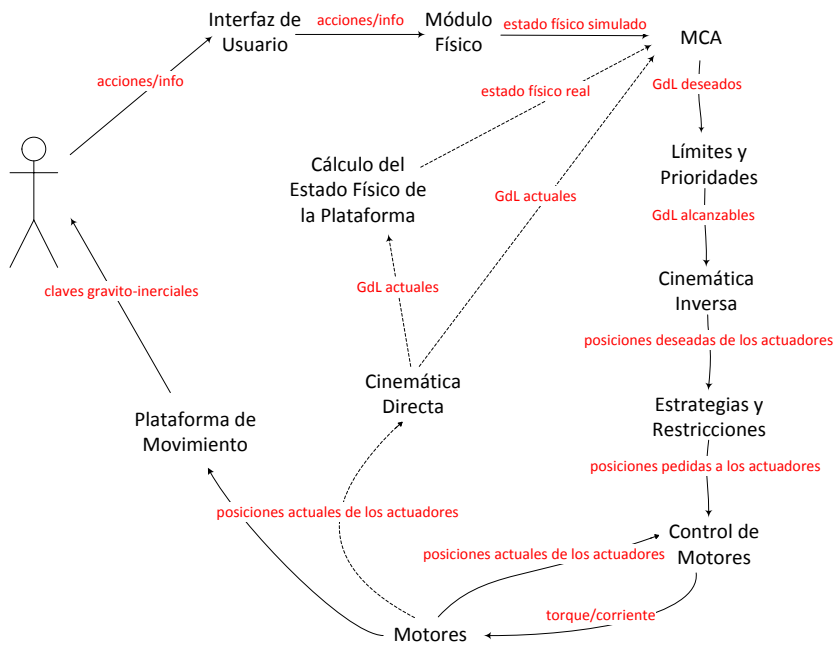 Interfaz de
Usuario
acciones/info
Módulo
Físico
estado físico simulado
MCA
acciones/info
estado físico real
GdL deseados
Cálculo del
Estado Físico de
la Plataforma
Límites y
Prioridades
GdL actuales
GdL alcanzables
claves gravito-inerciales
GdL actuales
Cinemática
Inversa
posiciones deseadas de los actuadores
Cinemática
Directa
Plataforma de
Movimiento
Estrategias y
Restricciones
posiciones pedidas a los actuadores
posiciones actuales de los actuadores
posiciones actuales de los actuadores
Control de
Motores
torque/corriente
Motores